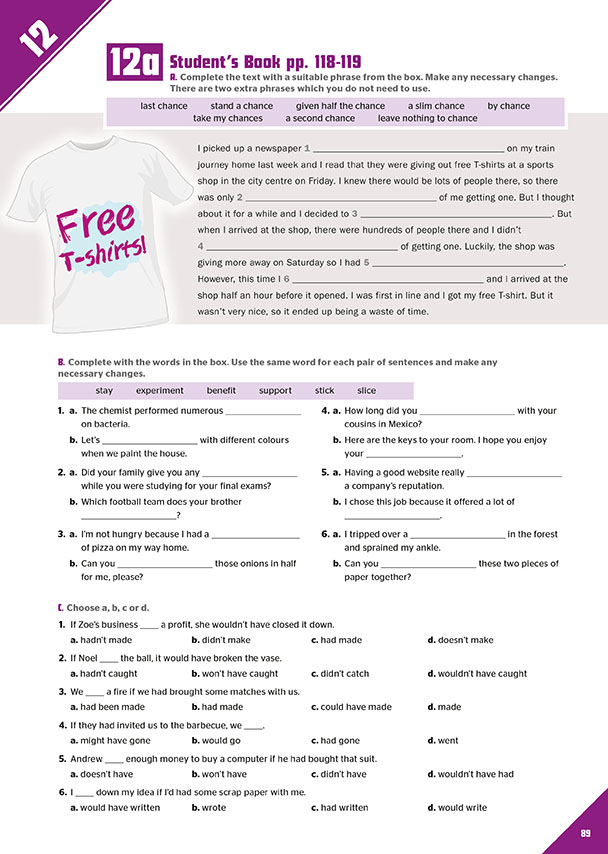 12
12a Student's Book pp. 118-119
A. Complete the text with a suitable phrase from the box. Make any necessary changes.
There are two extra phrases which you do not need to use.
last chance stand a chance given half the chance a slim chance by chance
take my chances a second chance leave nothing to chance
Free
T-shirts!
I picked up a newspaper 1 ____ on my train
journey home last week and I read that they were giving out free T-shirts at a sports
shop in the city centre on Friday. I knew there would be lots of people there, so there
was only 2 ____ of me getting one. But I thought
about it for a while and I decided to 3 ____. But
when I arrived at the shop, there were hundreds of people there and I didn't
4 ____ of getting one. Luckily, the shop was
giving more away on Saturday so I had 5 ____.
However, this time I 6 ____ and I arrived at the
shop half an hour before it opened. I was first in line and I got my free T-shirt. But it
wasn't very nice, so it ended up being a waste of time.
B. Complete with the words in the box. Use the same word for each pair of sentences and make any
necessary changes.
stay experiment benefit support stick slice
1. a. The chemist performed numerous ____
on bacteria.
b. Let's ____ with different colours
when we paint the house.
2. a. Did your family give you any ____
while you were studying for your final exams?
b. Which football team does your brother
____?
3. a. I'm not hungry because I had a ____
of pizza on my way home.
b. Can you ____ those onions in half
for me, please?
4. a. How long did you ____ with your
cousins in Mexico?
b. Here are the keys to your room. I hope you enjoy
your ____.
5. a. Having a good website really ____
a company's reputation.
b. I chose this job because it offered a lot of
____.
6. a. I tripped over a ____ in the forest
and sprained my ankle.
b. Can you ____ these two pieces of
paper together?
C. Choose a, b, c or d.
1. If Zoe's business ____ a profit, she wouldn't have closed it down.
a. hadn't made b. didn't make c. had made d. doesn't make
2. If Noel ____ the ball, it would have broken the vase.
a. hadn't caught b. won't have caught c. didn't catch d. wouldn't have caught
3. We ____ a fire if we had brought some matches with us.
a. had been made b. had made c. could have made d. made
4. If they had invited us to the barbecue, we ____.
a. might have gone b. would go c. had gone d. went
5. Andrew ____ enough money to buy a computer if he had bought that suit.
a. doesn't have b. won't have c. didn't have d. wouldn't have had
6. I ____ down my idea if I'd had some scrap paper with me.
a. would have written b. wrote c. had written d. would write
89